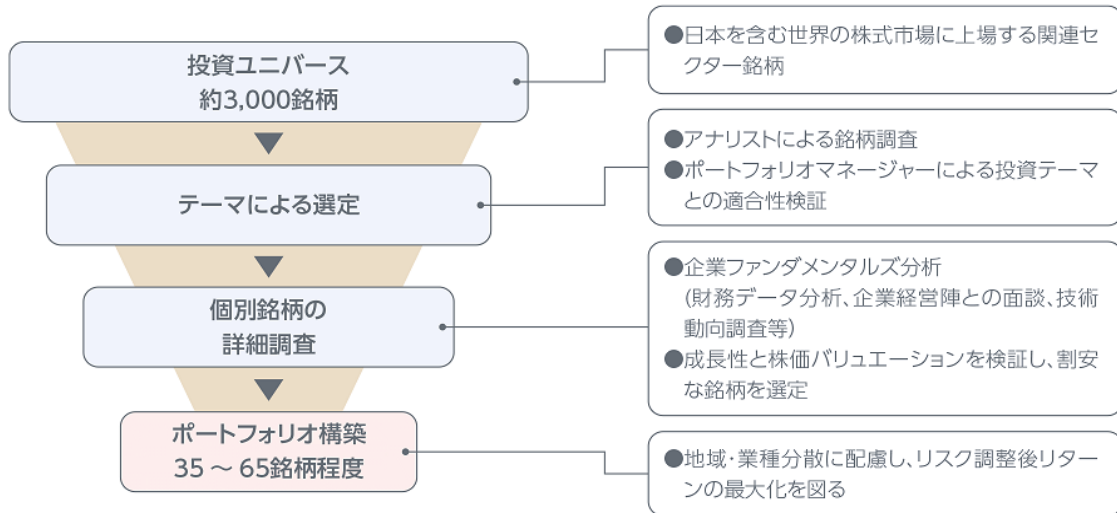 投資ユニバース
約3,000銘柄
●日本を含む世界の株式市場に上場する関連セ
クター銘柄
テーマによる選定
●アナリストによる銘柄調査
●ポートフォリオマネージャーによる投資テーマ
との適合性検証
個別銘柄の
詳細調査
●企業ファンダメンタルズ分析
(財務データ分析、企業経営陣との面談、技術
動向調査等)
●成長性と株価バリュエーションを検証し、割安
な銘柄を選定
ポートフォリオ構築
35 ～ 65銘柄程度
●地域・業種分散に配慮し、リスク調整後リター
ンの最大化を図る